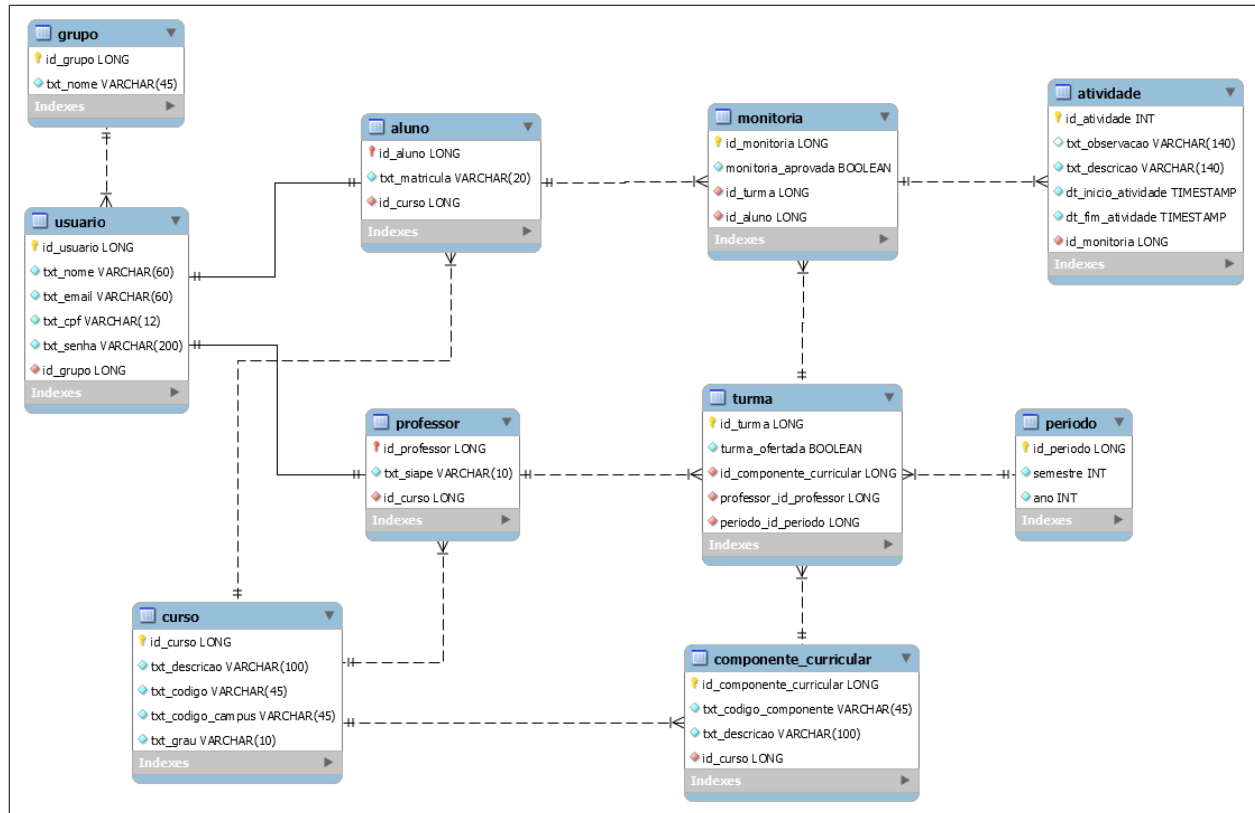 grupo
id_grupo LONG
txt_nome VARCHAR(45)
Indexes
usuario
id_usuario LONG
txt_nome VARCHAR(60)
txt_email VARCHAR(60)
txt_cpf VARCHAR(12)
txt_senha VARCHAR(200)
id_grupo LONG
Indexes
aluno
id_aluno LONG
txt_matricula VARCHAR(20)
id_curso LONG
Indexes
monitoria
id_monitoria LONG
monitoria_aprovada BOOLEAN
id_turma LONG
id_aluno LONG
Indexes
atividade
id_atividade INT
txt_observacao VARCHAR(140)
txt_descricao VARCHAR(140)
dt_inicio_atividade TIMESTAMP
dt_fim_atividade TIMESTAMP
id_monitoria LONG
Indexes
professor
id_professor LONG
txt_siape VARCHAR(10)
id_curso LONG
Indexes
turma
id_turma LONG
turma_ofertada BOOLEAN
id_componente_curricular LONG
professor_id_professor LONG
periodo_id_periodo LONG
Indexes
periodo
id_periodo LONG
semestre INT
ano INT
Indexes
curso
id_curso LONG
txt_descricao VARCHAR(100)
txt_codigo VARCHAR(45)
txt_codigo_campus VARCHAR(45)
txt_grau VARCHAR(10)
Indexes
componente_curricular
id_componente_curricular LONG
txt_codigo_componente VARCHAR(45)
txt_descricao VARCHAR(100)
id_curso LONG
Indexes